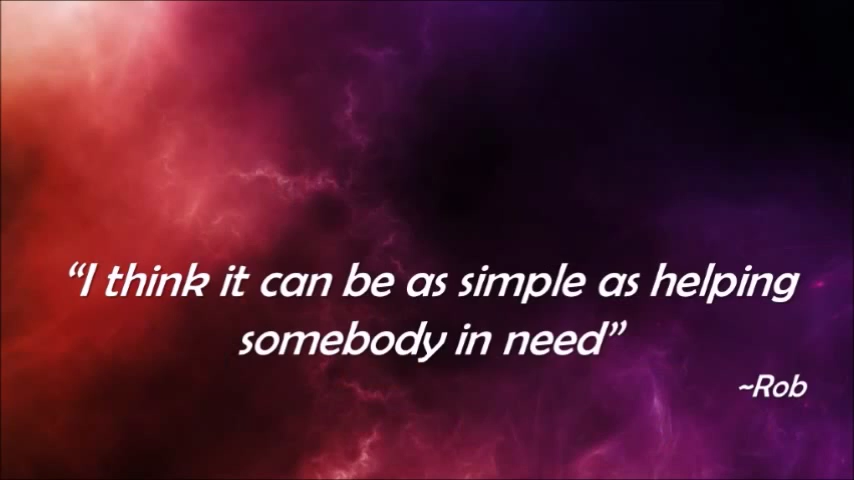 “I think it can be as simple as helping
somebody in need”
~Rob